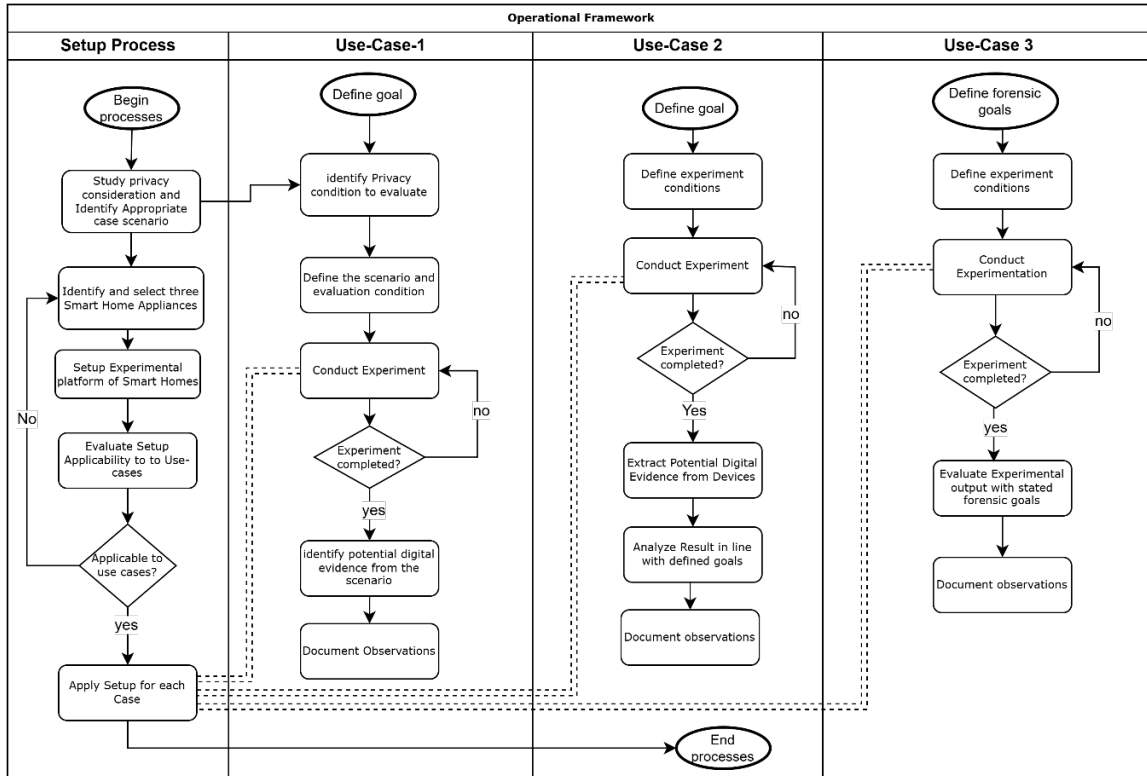 Operational Framework
Setup Process
Use-Case-1
Use-Case 2
Use-Case 3
Begin
processes
Study privacy
consideration and
Identify Appropriate
case scenario
Identify and select three
Smart Home Appliances
Setup Experimental
platform of Smart Homes
No
Evaluate Setup
Applicability to to Use-
cases
Applicable to
use cases?
yes
Apply Setup for each
Case
Define goal
identify Privacy
condition to evaluate
Define the scenario and
evaluation condition
Conduct Experiment
no
Experiment
completed?
yes
identify potential digital
evidence from the
scenario
Document Observations
Define goal
Define experiment
conditions
Conduct Experiment
no
Experiment
completed?
Yes
Extract Potential Digital
Evidence from Devices
Analyze Result in line
with defined goals
Document observations
End
processes
Define forensic
goals
Define experiment
conditions
Conduct
Experimentation
no
Experiment
completed?
yes
Evaluate Experimental
output with stated
forensic goals
Document observations